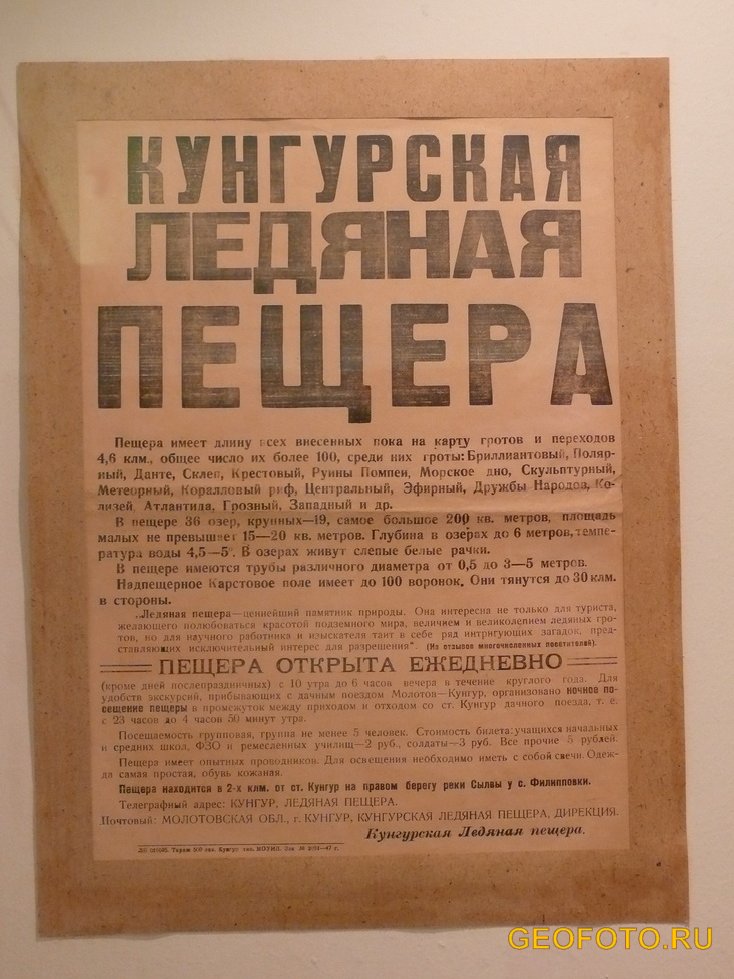 КУНГУРСКАЯ
ЛЕДЯНАЯ
ПЕЩЕРА
Пещера имеет длину всех внесенных пока на карту гротов и переходов
4,6 клм., общее число их более 100, среди них гроты: Бриллиантовый, Поляр-
ный, Данте, Склеп, Крестовый, Руины Помпеи, Морское дно, Скульптурный,
Метеорный, Коралловый риф, Центральный, Эфирный, Дружбы Народов, Ко-
лизей, Атлантида, Грозный, Западный и др.
В пещере 36 озер, крупных—19, самое большое 200 кв. метров, площадь
малых не превышает 15—20 кв. метров. Глубина в озерах до 6 метров, темпе-
ратура воды 4,5—5°. В озерах живут слепые белые рачки.
В пещере имеются трубы различного диаметра от 0,5 до 3—5 метров.
Надпещерное Карстовое поле имеет до 100 воронок. Они тянутся до 30 клм.
в стороны.
„Ледяная пещера—ценнейший памятник природы. Она интересна не только для туриста,
желающего полюбоваться красотой подземного мира, величием и великолепием ледяных гро-
тов, но для научного работника и изыскателя таит в себе ряд интригующих загадок, пред-
ставляющих исключительный интерес для разрешения". (Из отзывов многочисленных посетителей).
ПЕЩЕРА ОТКРЫТА ЕЖЕДНЕВНО
(кроме дней послепраздничных) с 10 утра до 6 часов вечера в течение круглого года. Для
удобств экскурсий, прибывающих с дачным поездом Молотов—Кунгур, организовано ночное по-
сещение пещеры в промежуток между приходом и отходом со ст. Кунгур дачного поезда, т. е.
с 23 часов до 4 часов 50 минут утра.
Посещаемость групповая, группа не менее 5 человек. Стоимость билета: учащихся начальных
и средних школ, ФЗО и ремесленных училищ—2 руб., солдаты—3 руб. Все прочие 5 рублей.
Пещера имеет опытных проводников. Для освещения необходимо иметь с собой свечи. Одеж-
да самая простая, обувь кожаная.
Пещера находится в 2-х клм. от ст. Кунгур на правом берегу реки Сылвы у с. Филипповки.
Телеграфный адрес: КУНГУР, ЛЕДЯНАЯ ПЕЩЕРА.
Почтовый: МОЛОТОВСКАЯ ОБЛ., г. КУНГУР, КУНГУРСКАЯ ЛЕДЯНАЯ ПЕЩЕРА, ДИРЕКЦИЯ.
Кунгурская Ледяная пещера.
Тираж 500 экз. Кунгур тип. Зак. №
GEOFOTO.RU